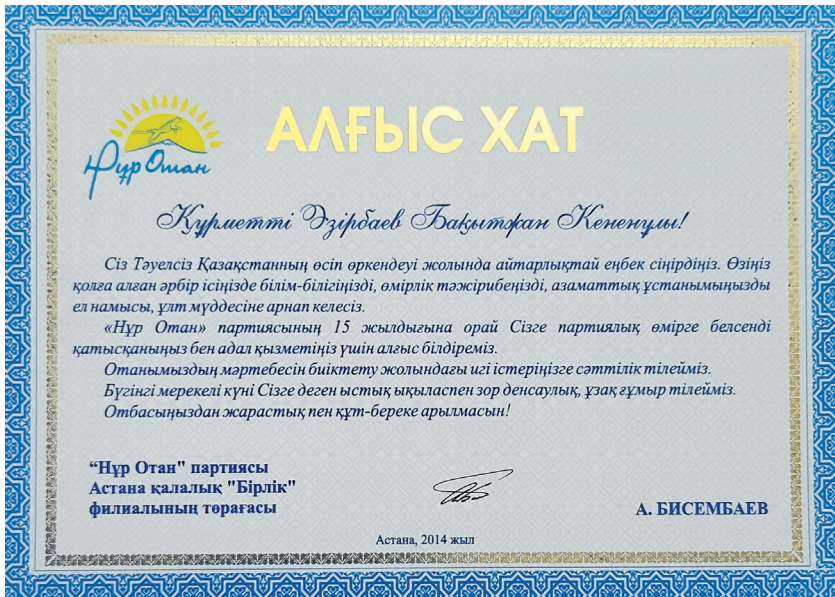 Нұр Отан
АЛҒЫС ХАТ
Құрметті Әзірбаев Бақытжан Кененұлы!
Сіз Тәуелсіз Қазақстанның өсіп өркендеуі жолында айтарлықтай еңбек сіңірдіңіз. Өзіңіз
қолға алған әрбір ісіңізде білім-білігіңізді, өмірлік тәжірибеңізді, азаматтық ұстанымыңызды
ел намысы, ұлт мүддесіне арнап келесіз.
«Нұр Отан» партиясының 15 жылдығына орай Сізге партиялық өмірге белсенді
қатысқаныңыз бен адал қызметіңіз үшін алғыс білдіреміз.
Отанымыздың мәртебесін биіктету жолындағы игі істеріңізге сәттілік тілейміз.
Бүгінгі мерекелі күні Сізге деген ыстық ықыласпен зор денсаулық, ұзақ ғұмыр тілейміз.
Отбасыңыздан жарастық пен құт-береке арылмасын!
“Нұр Отан" партиясы
Астана қалалық "Бірлік"
филиалының төрағасы
А. БИСЕМБАЕВ
Астана, 2014 жыл